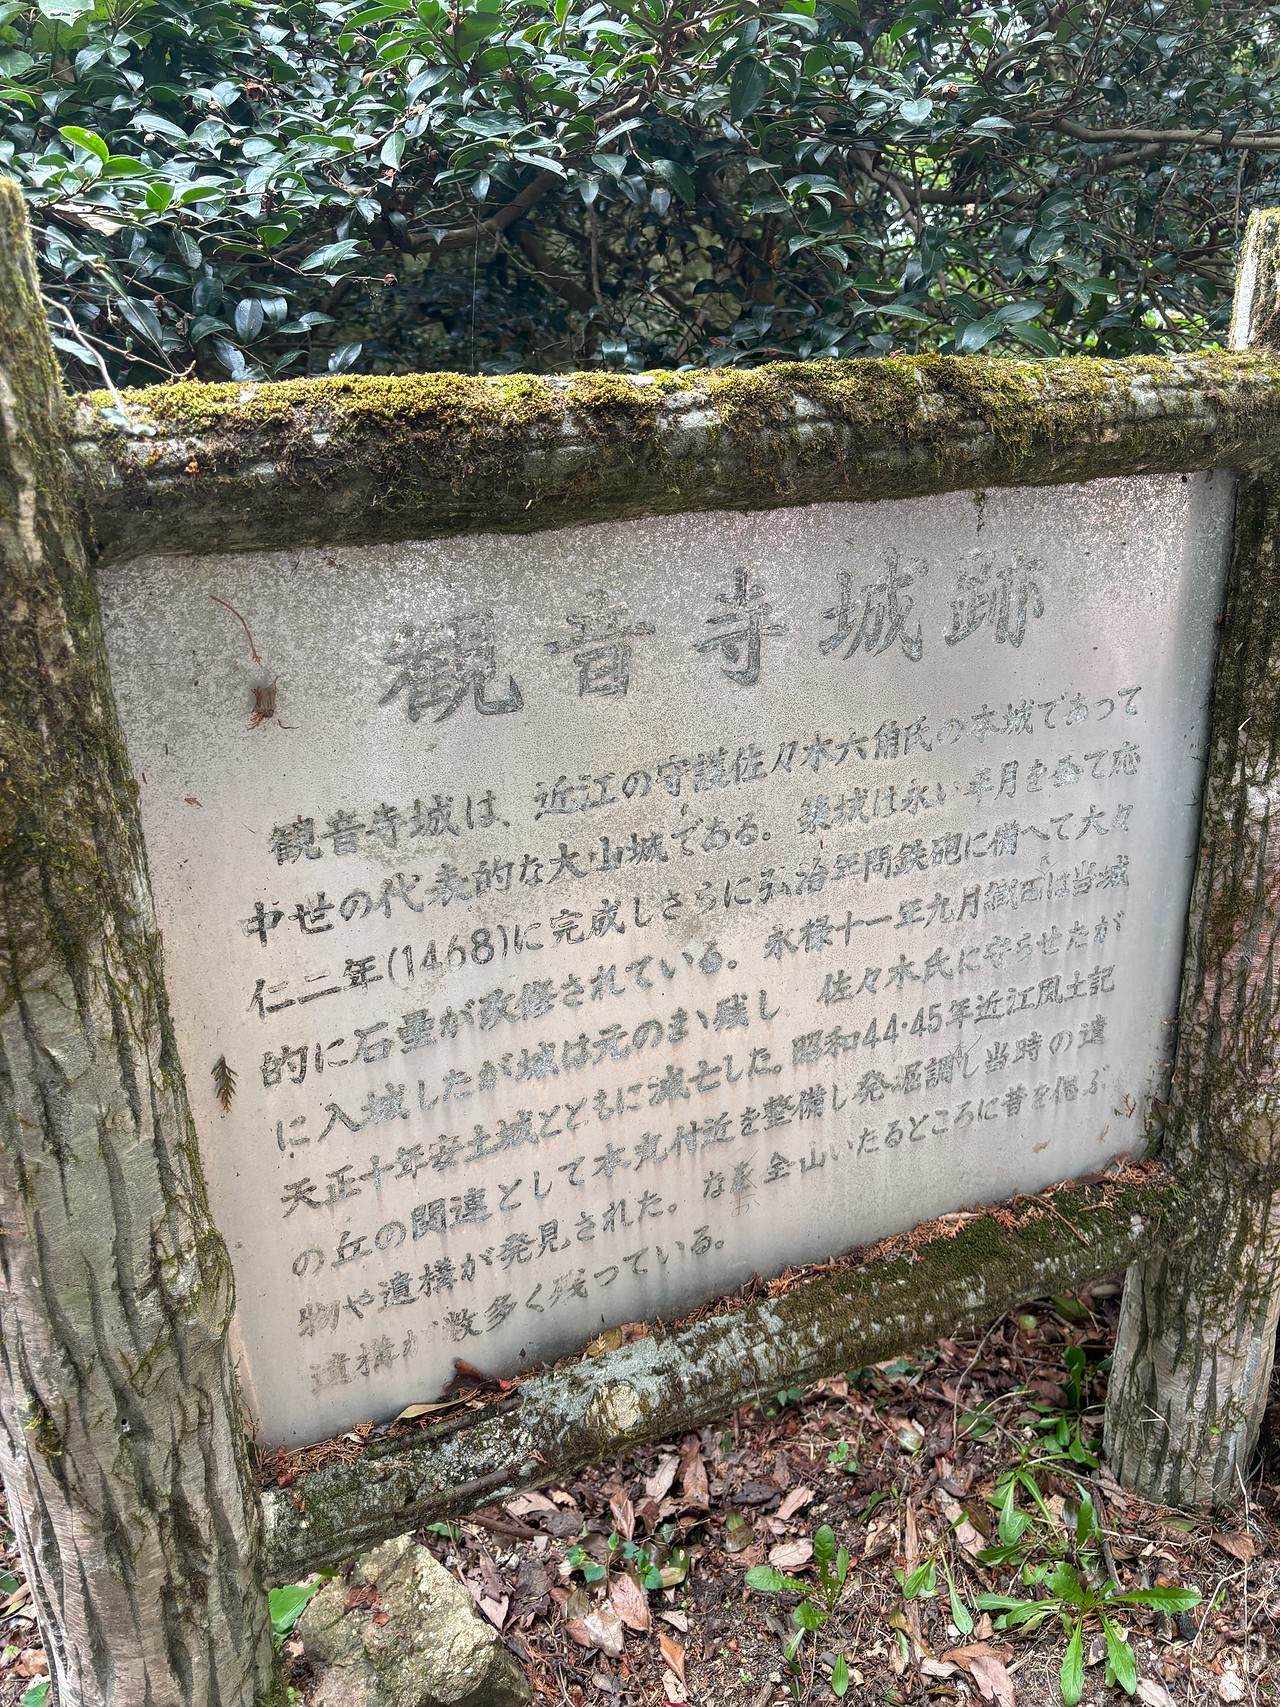 観音寺城跡
観音寺城は、近江の守護佐々木六角氏の本城であって
中世の代表的な大山城である。築城は永い年月を叠て応
仁二年(1468)に完成しさらに弘治年間鉄砲に備へて大々
的に石塁が改修されている。永禄十一年九月織田は当城
に入城したが城は元のまゝ残し 佐々木氏に守らせたが
天正十年安土城とともに滅亡した。昭和44・45年近江風土記
の丘の関連として本丸付近を整備し発堀調し当時の遺
物や遺構が発見された。なお全山いたるところに昔を偲ぶ
遺構が数多く残っている。